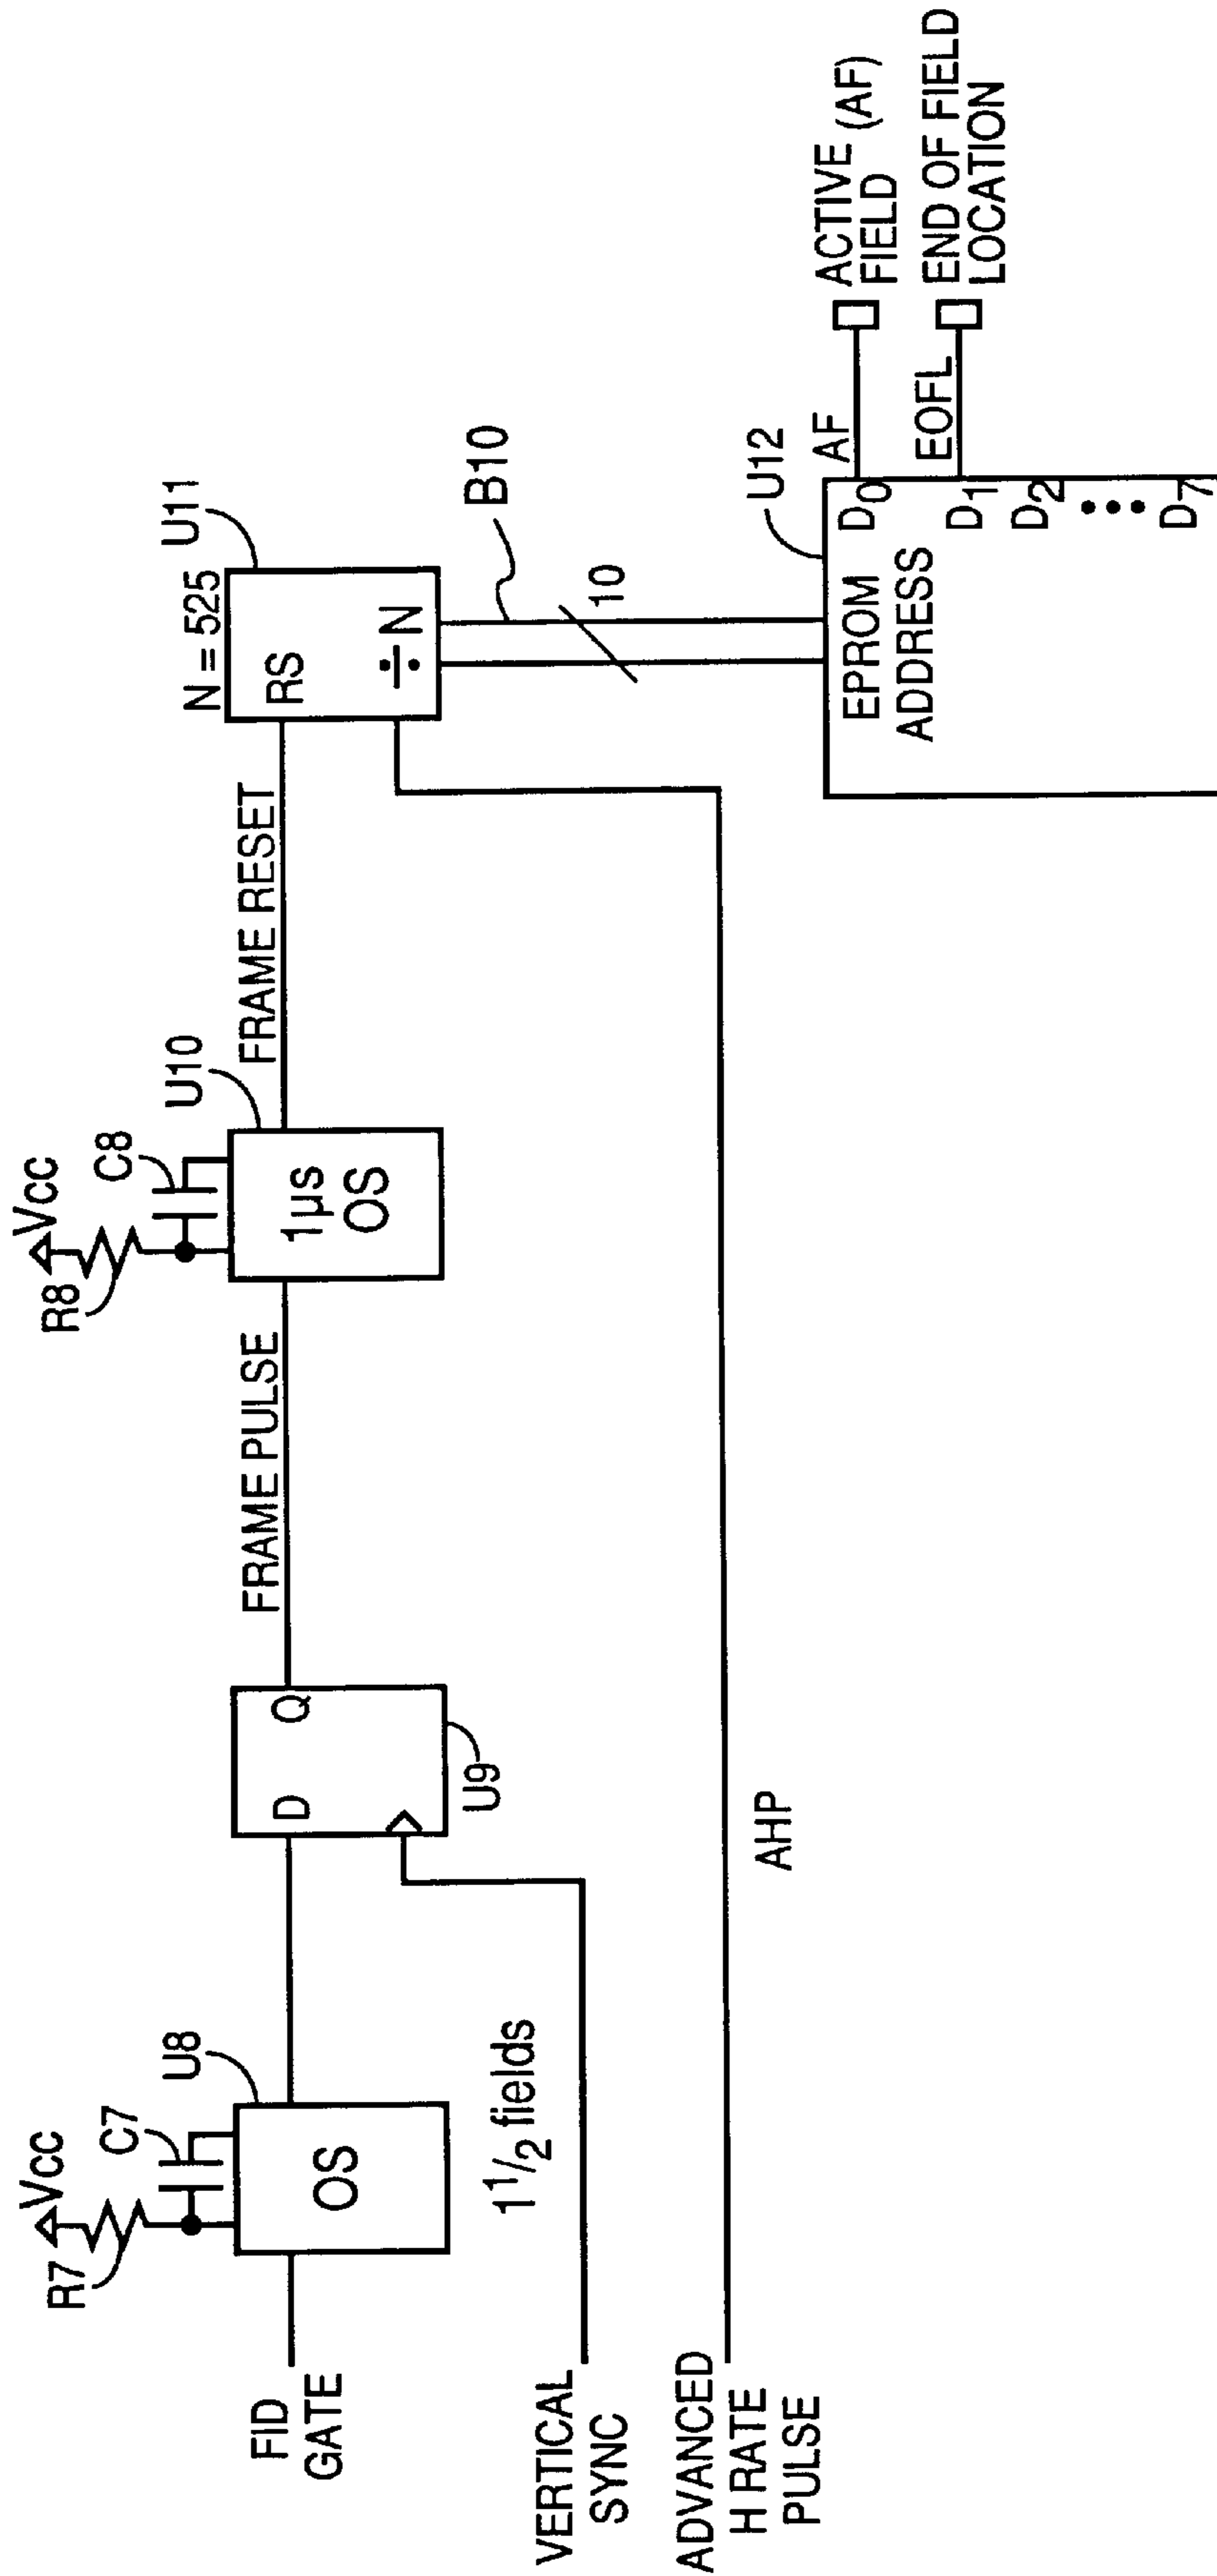 Vcc
R7
C7
U8
FID
GATE
OS
1 1/2 fields
VERTICAL
SYNC
D
Q
U9
FRAME PULSE
Vcc
R8
C8
U10
1µs
OS
FRAME RESET
N = 525
U11
RS
÷ N
ADVANCED
H RATE
PULSE
AHP
B10
10
U12
EPROM
ADDRESS
D0
D1
D2
D7
AF
EOFL
ACTIVE
FIELD (AF)
END OF FIELD
LOCATION